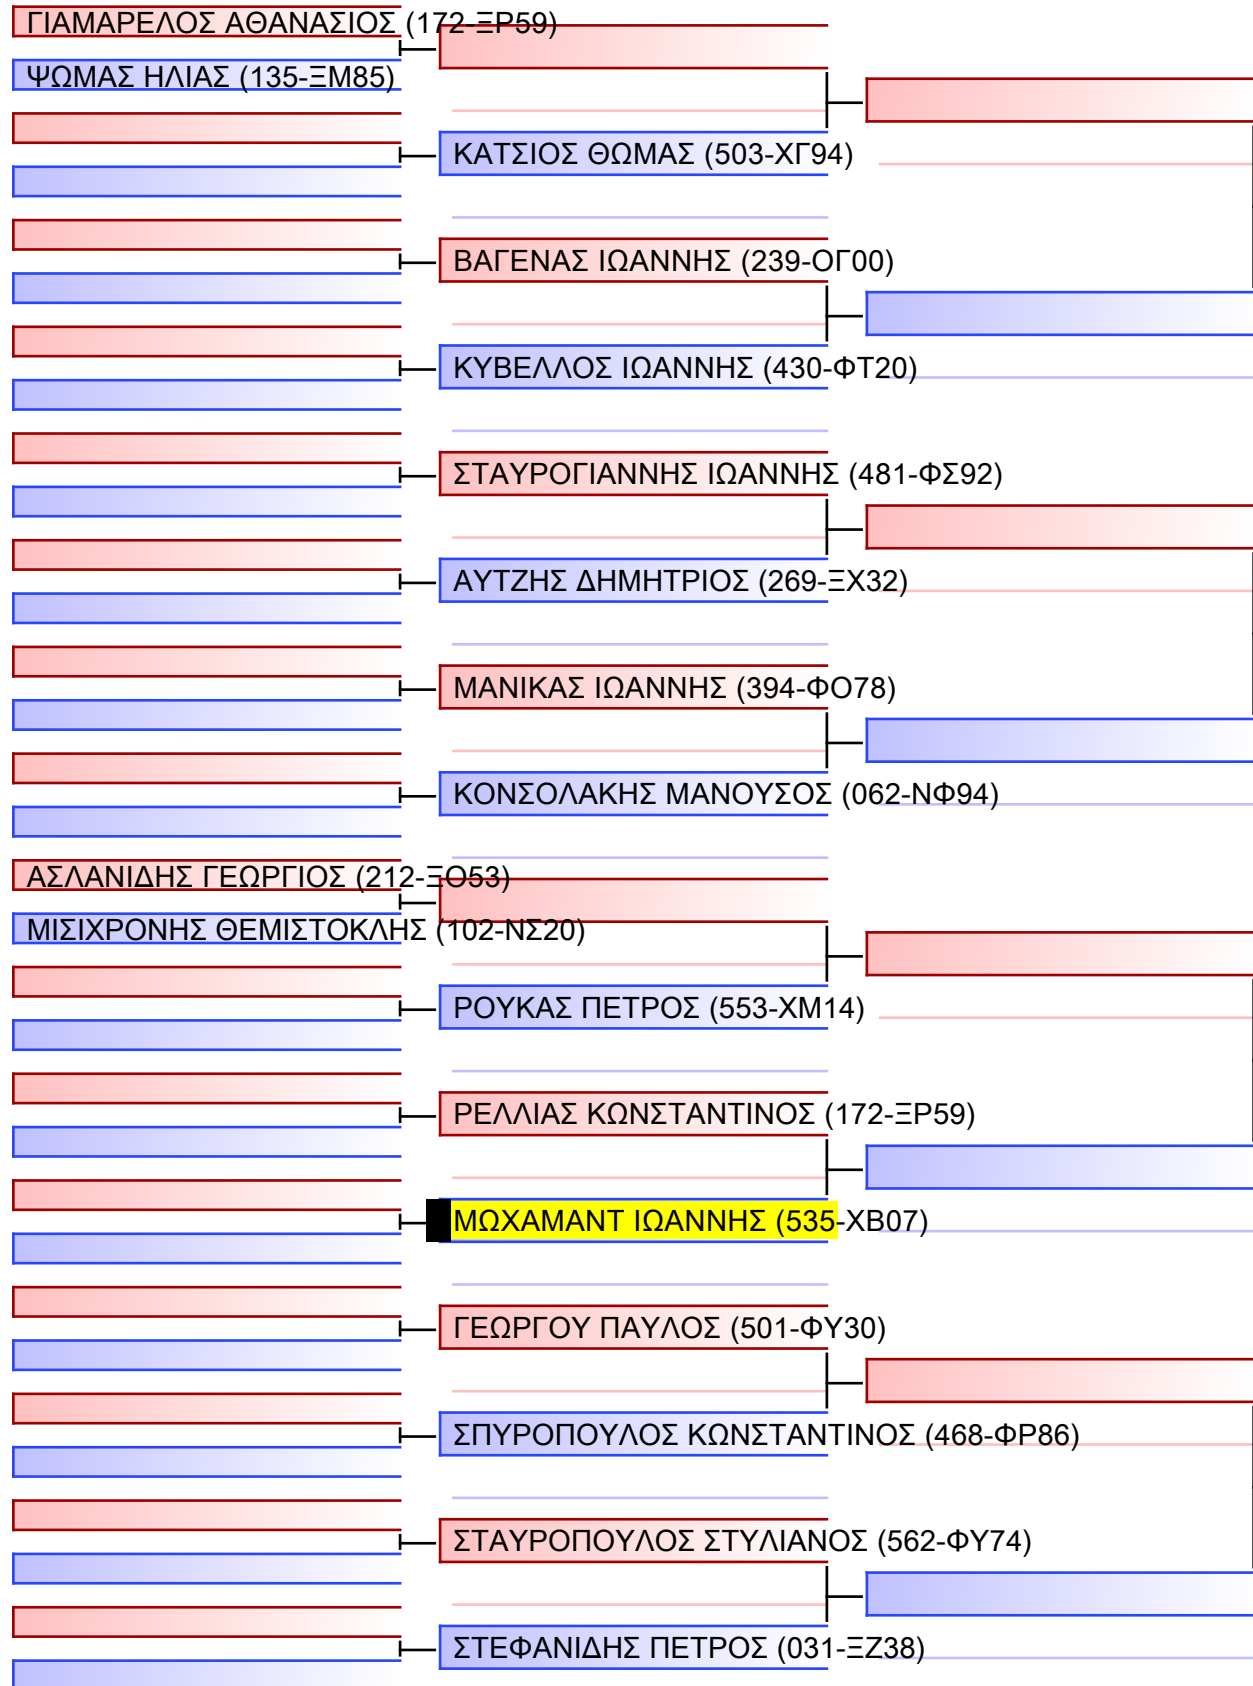 ΓΙΑΜΑΡΕΛΟΣ ΑΘΑΝΑΣΙΟΣ (172-ΞΡ59)
ΨΩΜΑΣ ΗΛΙΑΣ (135-ΞΜ85)
ΚΑΤΣΙΟΣ ΘΩΜΑΣ (503-ΧΓ94)
ΒΑΓΕΝΑΣ ΙΩΑΝΝΗΣ (239-ΟΓ00)
ΚΥΒΕΛΛΟΣ ΙΩΑΝΝΗΣ (430-ΦΤ20)
ΣΤΑΥΡΟΓΙΑΝΝΗΣ ΙΩΑΝΝΗΣ (481-ΦΣ92)
ΑΥΤΖΗΣ ΔΗΜΗΤΡΙΟΣ (269-ΞΧ32)
ΜΑΝΙΚΑΣ ΙΩΑΝΝΗΣ (394-ΦΟ78)
ΚΟΝΣΟΛΑΚΗΣ ΜΑΝΟΥΣΟΣ (062-ΝΦ94)
ΑΣΛΑΝΙΔΗΣ ΓΕΩΡΓΙΟΣ (212-ΞΟ53)
ΜΙΣΙΧΡΟΝΗΣ ΘΕΜΙΣΤΟΚΛΗΣ (102-ΝΣ20)
ΡΟΥΚΑΣ ΠΕΤΡΟΣ (553-ΧΜ14)
ΡΕΛΛΙΑΣ ΚΩΝΣΤΑΝΤΙΝΟΣ (172-ΞΡ59)
ΜΩΧΑΜΑΝΤ ΙΩΑΝΝΗΣ (535-ΧΒ07)
ΓΕΩΡΓΟΥ ΠΑΥΛΟΣ (501-ΦΥ30)
ΣΠΥΡΟΠΟΥΛΟΣ ΚΩΝΣΤΑΝΤΙΝΟΣ (468-ΦΡ86)
ΣΤΑΥΡΟΠΟΥΛΟΣ ΣΤΥΛΙΑΝΟΣ (562-ΦΥ74)
ΣΤΕΦΑΝΙΔΗΣ ΠΕΤΡΟΣ (031-ΞΖ38)